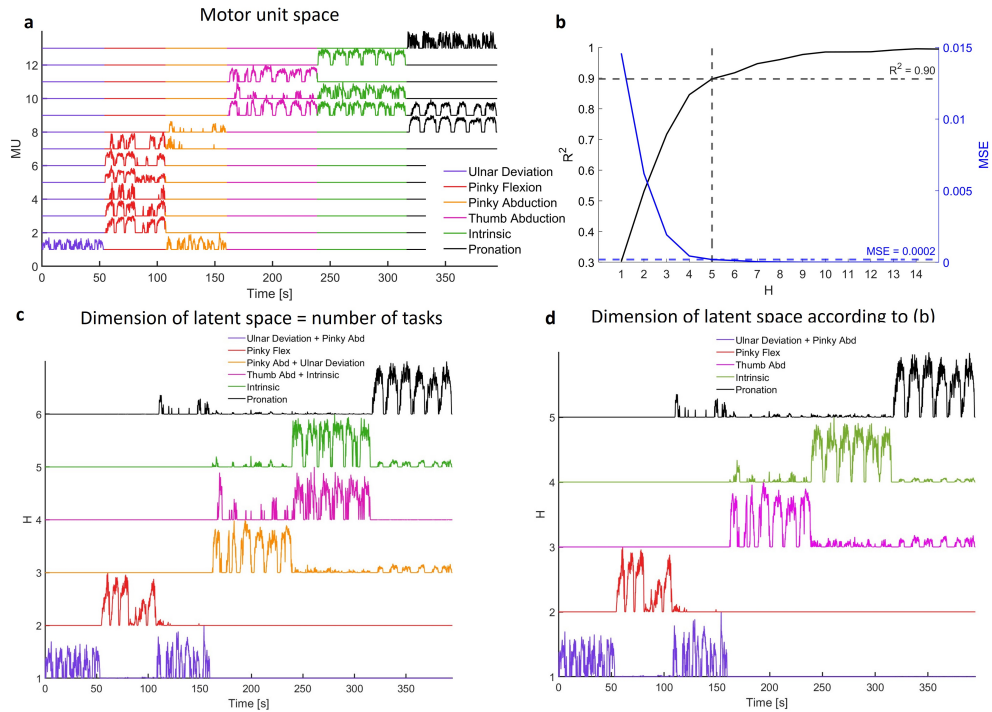 a
Motor unit space
12
10
8
6
4
2
0
MU
0 50 100 150 200 250 300 350
Time [s]
Ulnar Deviation
Pinky Flexion
Pinky Abduction
Thumb Abduction
Intrinsic
Pronation
b
1
0.9
0.8
0.7
0.6
0.5
0.4
0.3
R²
R² = 0.90
MSE = 0.0002
0.015
0.01
0.005
0
MSE
1 2 3 4 5 6 7 8 9 10 11 12 13 14
H
c
Dimension of latent space = number of tasks
Ulnar Deviation + Pinky Abd
Pinky Flex
Pinky Abd + Ulnar Deviation
Thumb Abd + Intrinsic
Intrinsic
Pronation
6
5
4
3
2
1
H
0 50 100 150 200 250 300 350
Time [s]
d
Dimension of latent space according to (b)
Ulnar Deviation + Pinky Abd
Pinky Flex
Thumb Abd
Intrinsic
Pronation
5
4
3
2
1
H
0 50 100 150 200 250 300 350
Time [s]